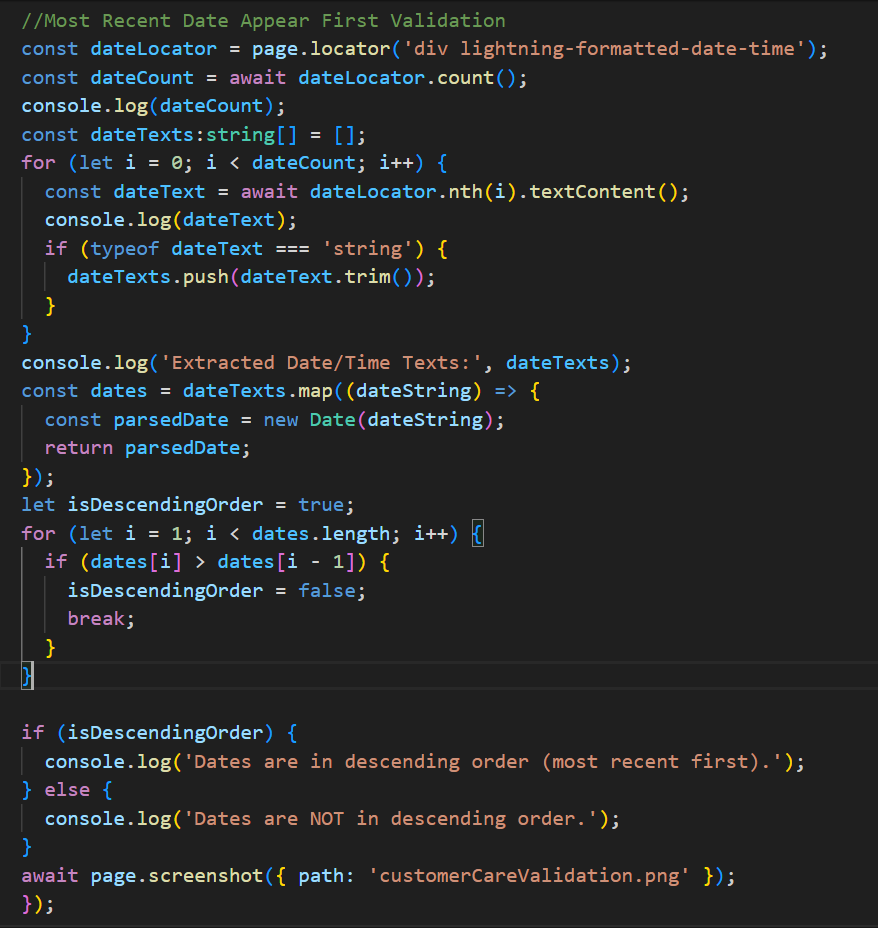 //Most Recent Date Appear First Validation
const dateLocator = page.locator('div lightning-formatted-date-time');
const dateCount = await dateLocator.count();
console.log(dateCount);
const dateTexts:string[] = [];
for (let i = 0; i < dateCount; i++) {
  const dateText = await dateLocator.nth(i).textContent();
  console.log(dateText);
  if (typeof dateText === 'string') {
    dateTexts.push(dateText.trim());
  }
}
console.log('Extracted Date/Time Texts:', dateTexts);
const dates = dateTexts.map((dateString) => {
  const parsedDate = new Date(dateString);
  return parsedDate;
});
let isDescendingOrder = true;
for (let i = 1; i < dates.length; i++) {
  if (dates[i] > dates[i - 1]) {
    isDescendingOrder = false;
    break;
  }
}

if (isDescendingOrder) {
  console.log('Dates are in descending order (most recent first).');
} else {
  console.log('Dates are NOT in descending order.');
}
await page.screenshot({ path: 'customerCareValidation.png' });
});